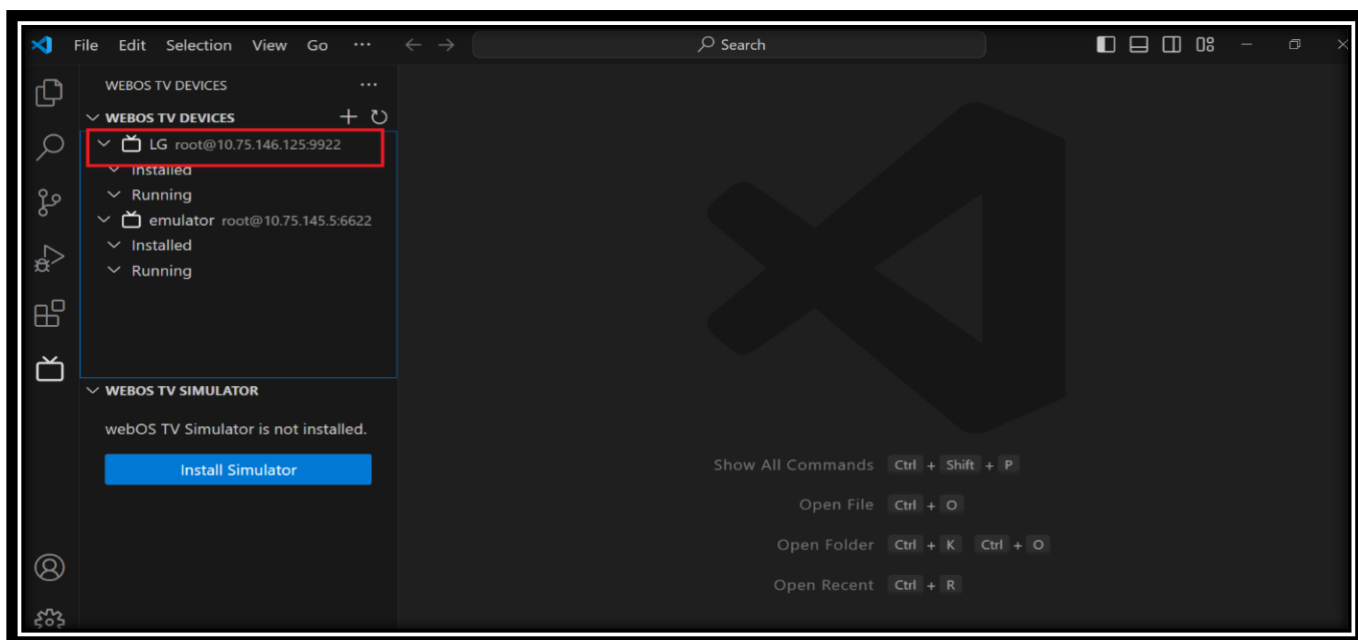 File Edit Selection View Go ... Search
WEBOS TV DEVICES ...
WEBOS TV DEVICES
LG root@10.75.146.125:9922
Installed
Running
emulator root@10.75.145.5:6622
Installed
Running
WEBOS TV SIMULATOR
webOS TV Simulator is not installed.
Install Simulator
Show All Commands Ctrl + Shift + P
Open File Ctrl + O
Open Folder Ctrl + K Ctrl + O
Open Recent Ctrl + R